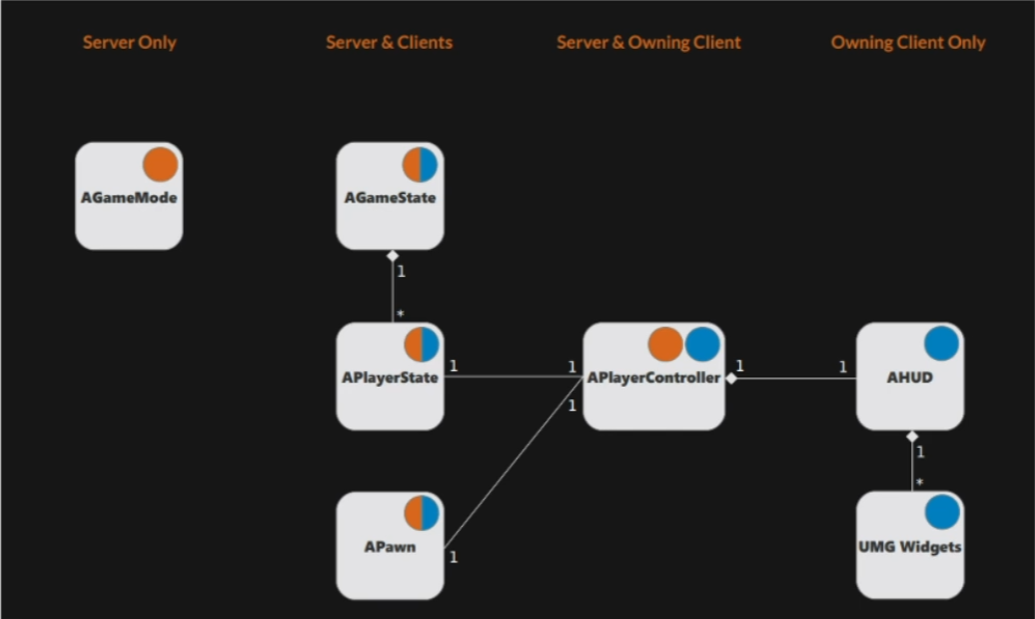 Server Only
Server & Clients
Server & Owning Client
Owning Client Only
AGameMode
AGameState
1
*
APlayerState
1
1
APlayerController
1
1
1
AHUD
1
*
APawn
1
UMG Widgets